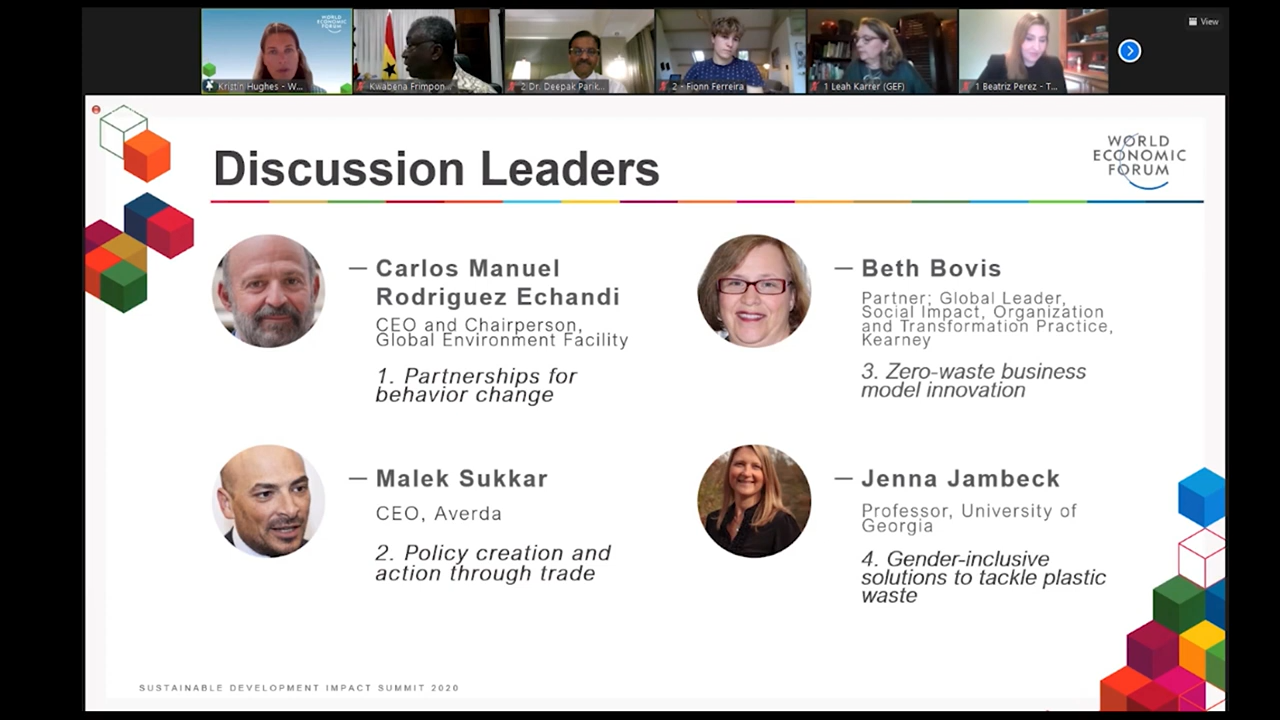 WORLD
ECONOMIC
FORUM
View
Kristin Hughes - W...
Kwabena Frimpon...
2 Dr. Deepak Parik...
2 - Fionn Ferreira
1 Leah Karrer (GEF)
1 Beatriz Perez - T...
Discussion Leaders
WORLD
ECONOMIC
FORUM
— Carlos Manuel
Rodriguez Echandi
CEO and Chairperson,
Global Environment Facility
1. Partnerships for
behavior change
— Beth Bovis
Partner; Global Leader,
Social Impact, Organization
and Transformation Practice,
Kearney
3. Zero-waste business
model innovation
— Malek Sukkar
CEO, Averda
2. Policy creation and
action through trade
— Jenna Jambeck
Professor, University of
Georgia
4. Gender-inclusive
solutions to tackle plastic
waste
SUSTAINABLE DEVELOPMENT IMPACT SUMMIT 2020